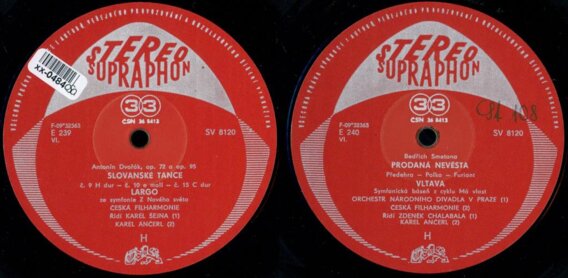 STEREO
SUPRAPHON
XX-0484
33
ČSN 36 8413
F-09*32363
E 239
VI.
SV 8120
Antonín Dvořák, op. 72 a op. 95
SLOVANSKÉ TANCE
č. 9 H dur – č. 10 e moll – č. 15 C dur
LARGO
ze symfonie Z Nového světa
ČESKÁ FILHARMONIE
Řídí KAREL ŠEJNA (1)
KAREL ANČERL (2)
H
STEREO
SUPRAPHON
33
ČSN 36 8413
F-09*32363
E 240
VI.
SV 8120
Bedřich Smetana
PRODANÁ NEVĚSTA
Předehra – Polka – Furiant
VLTAVA
Symfonická báseň z cyklu Má vlast
ORCHESTR NÁRODNÍHO DIVADLA V PRAZE (1)
ČESKÁ FILHARMONIE (2)
Řídí ZDENĚK CHALABALA (1)
KAREL ANČERL (2)
H